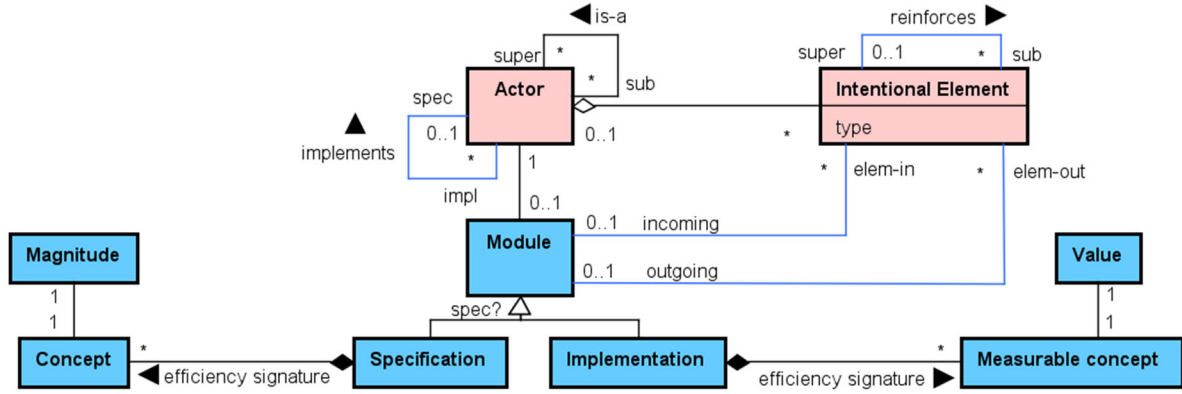 is-a
reinforces
super
*
*
sub
super
0..1
*
sub
Actor
Intentional Element
type
spec
0..1
*
impl
implements
0..1
*
1
0..1
*
elem-in
*
elem-out
Module
0..1
incoming
0..1
outgoing
Magnitude
Value
1
1
spec?
1
1
Concept
*
efficiency signature
Specification
Implementation
*
efficiency signature
Measurable concept